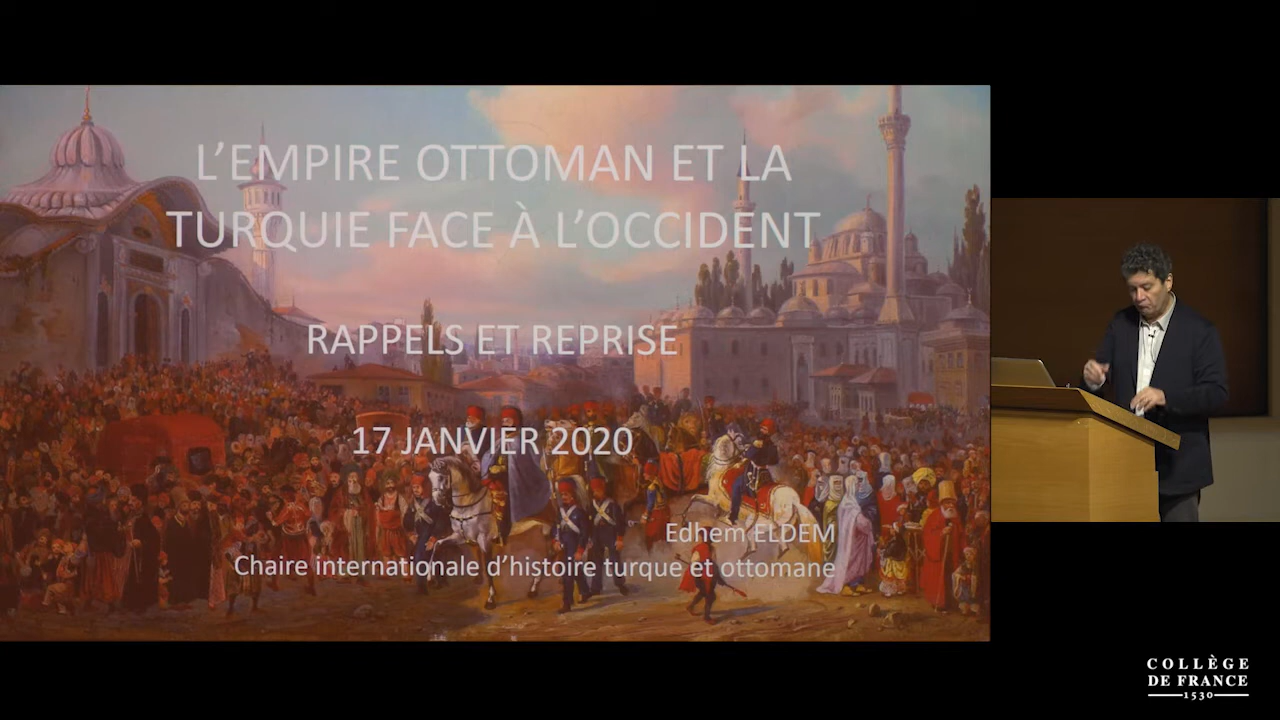 L'EMPIRE OTTOMAN ET LA
TURQUIE FACE À L'OCCIDENT
RAPPELS ET REPRISE
17 JANVIER 2020
Edhem ELDEM
Chaire internationale d'histoire turque et ottomane
COLLÈGE
DE FRANCE
1530